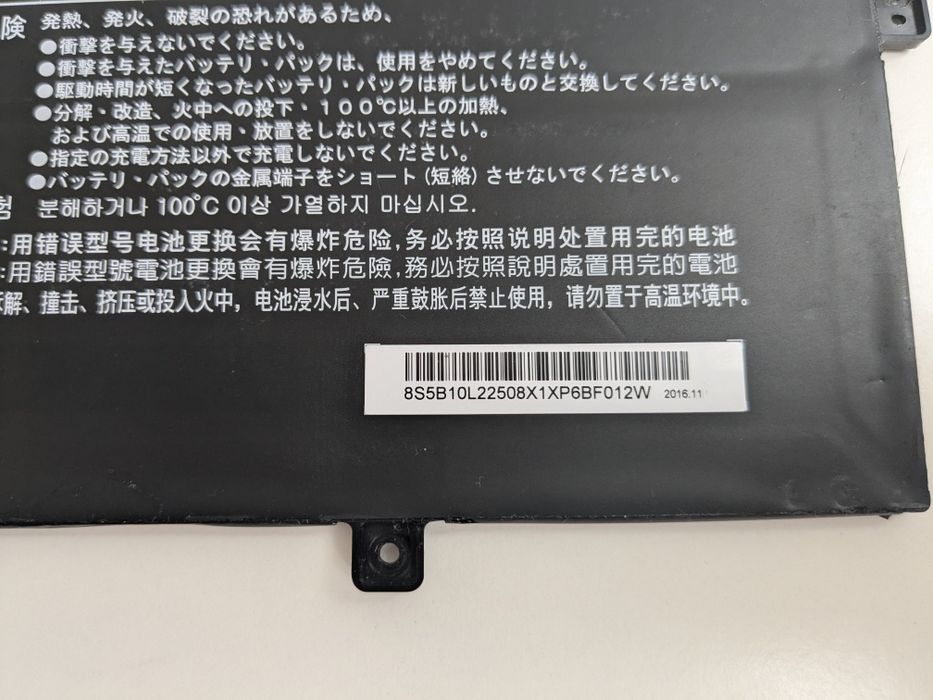 険 発熱、発火、破裂の恐れがあるため、
●衝撃を与えないでください。
●衝撃を与えたバッテリ・パックは、使用をやめてください。
●駆動時間が短くなったバッテリ・パックは新しいものと交換してください。
●分解・改造、火中への投下・100℃以上の加熱、
および高温での使用・放置をしないでください。
●指定の充電方法以外で充電しないでください。
●バッテリ・パックの金属端子をショート (短絡) させないでください。
험 분해하거나 100℃ 이상 가열하지 마십시오.
:用错误型号电池更换会有爆炸危险,务必按照说明处置用完的电池
:用錯誤型號電池更換會有爆炸危險,務必按照說明處置用完的電池
解、撞击、挤压或投入火中，电池浸水后、严重鼓胀后禁止使用，请勿置于高温环境中。
8S5B10L22508X1XP6BF012W 2016.11